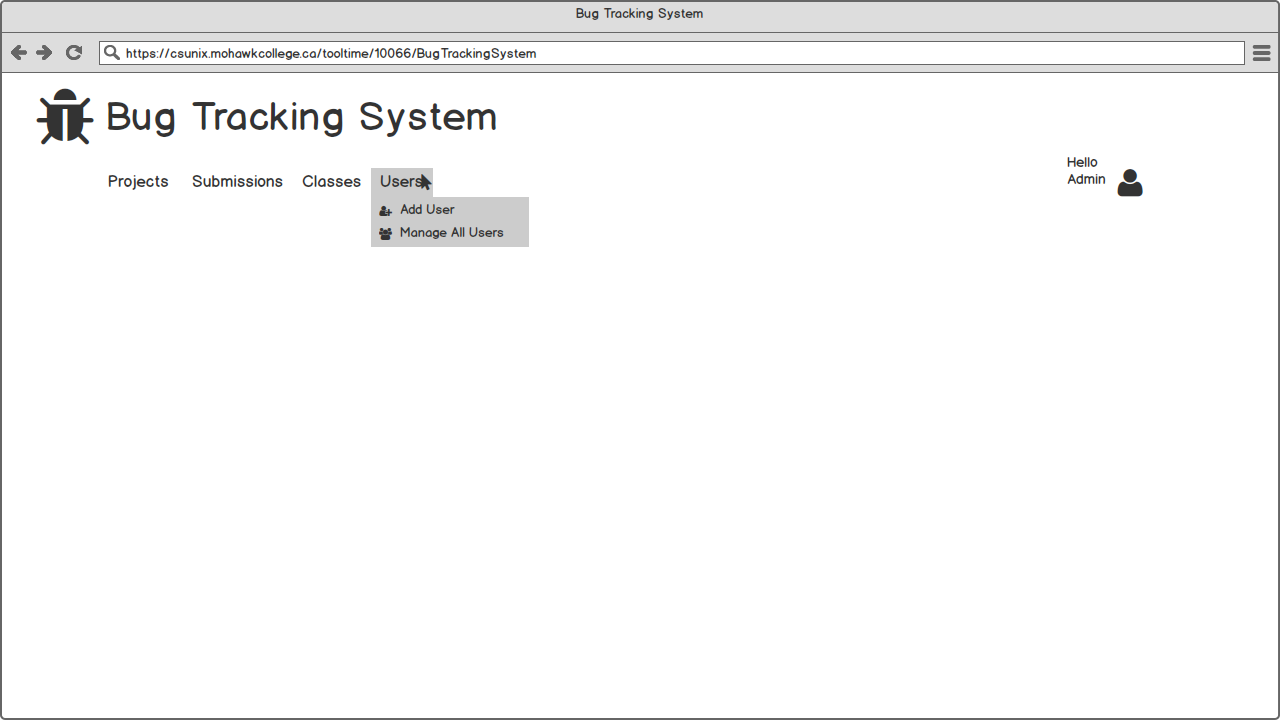 Bug Tracking System
https://csunix.mohawkcollege.ca/tooltime/10066/BugTrackingSystem
Bug Tracking System
Hello
Admin
Projects Submissions Classes Users
Add User
Manage All Users